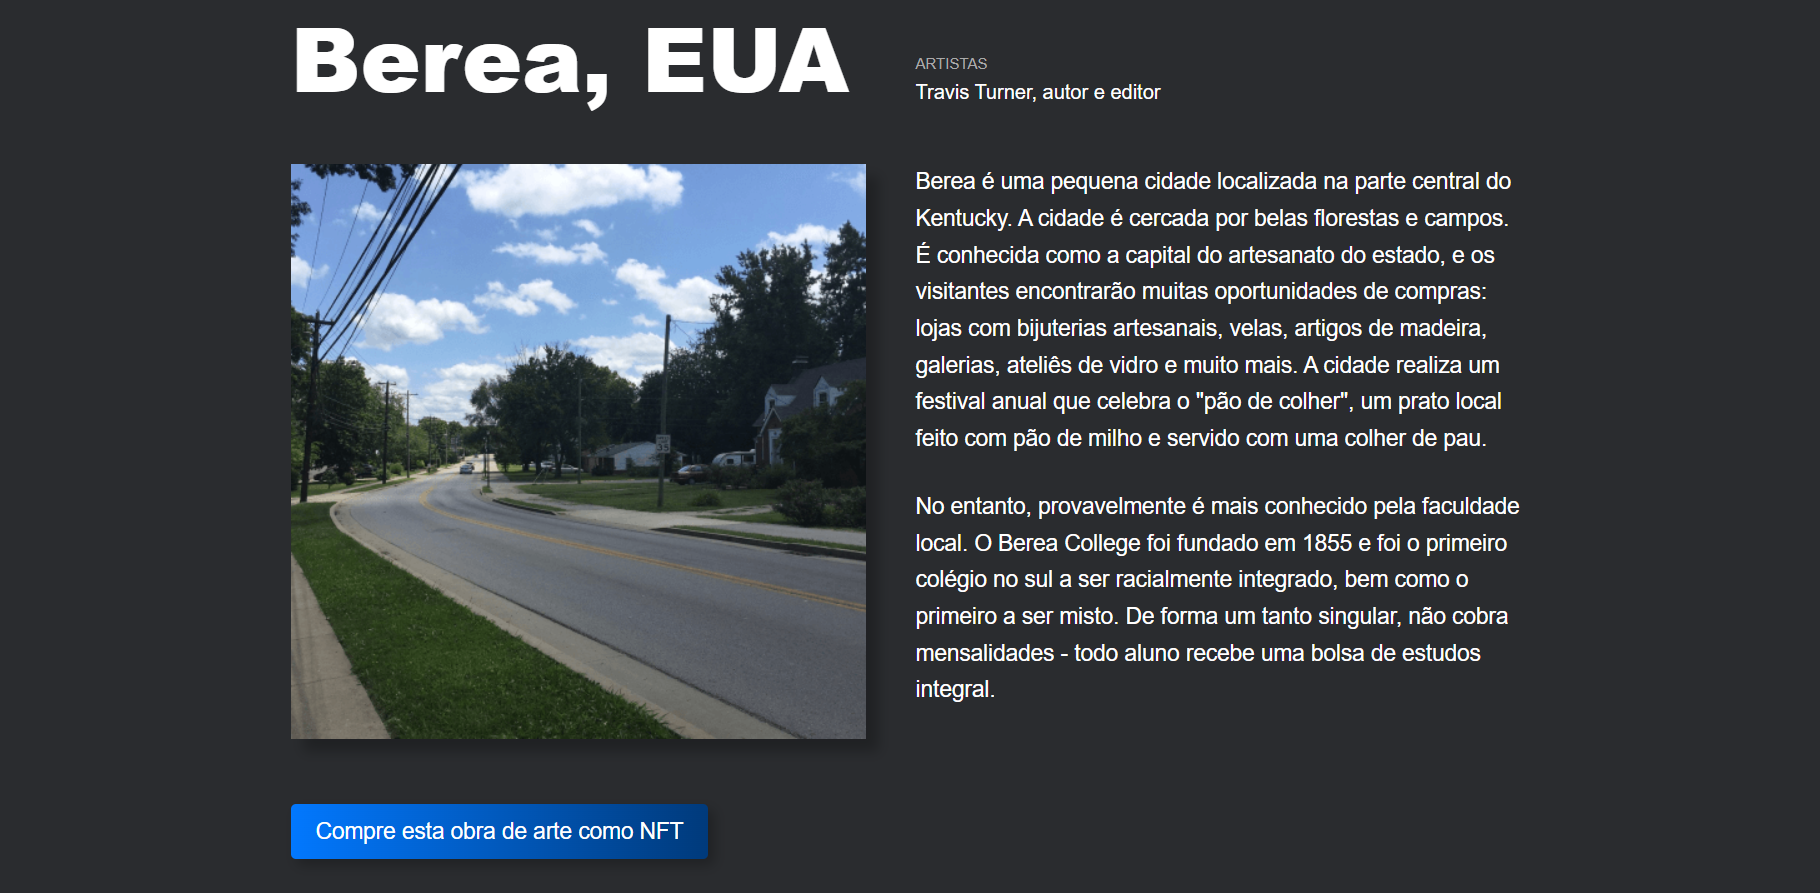 Berea, EUA
ARTISTAS
Travis Turner, autor e editor
Berea é uma pequena cidade localizada na parte central do
Kentucky. A cidade é cercada por belas florestas e campos.
É conhecida como a capital do artesanato do estado, e os
visitantes encontrarão muitas oportunidades de compras:
lojas com bijuterias artesanais, velas, artigos de madeira,
galerias, ateliês de vidro e muito mais. A cidade realiza um
festival anual que celebra o "pão de colher", um prato local
feito com pão de milho e servido com uma colher de pau.
No entanto, provavelmente é mais conhecido pela faculdade
local. O Berea College foi fundado em 1855 e foi o primeiro
colégio no sul a ser racialmente integrado, bem como o
primeiro a ser misto. De forma um tanto singular, não cobra
mensalidades - todo aluno recebe uma bolsa de estudos
integral.
35
Compre esta obra de arte como NFT